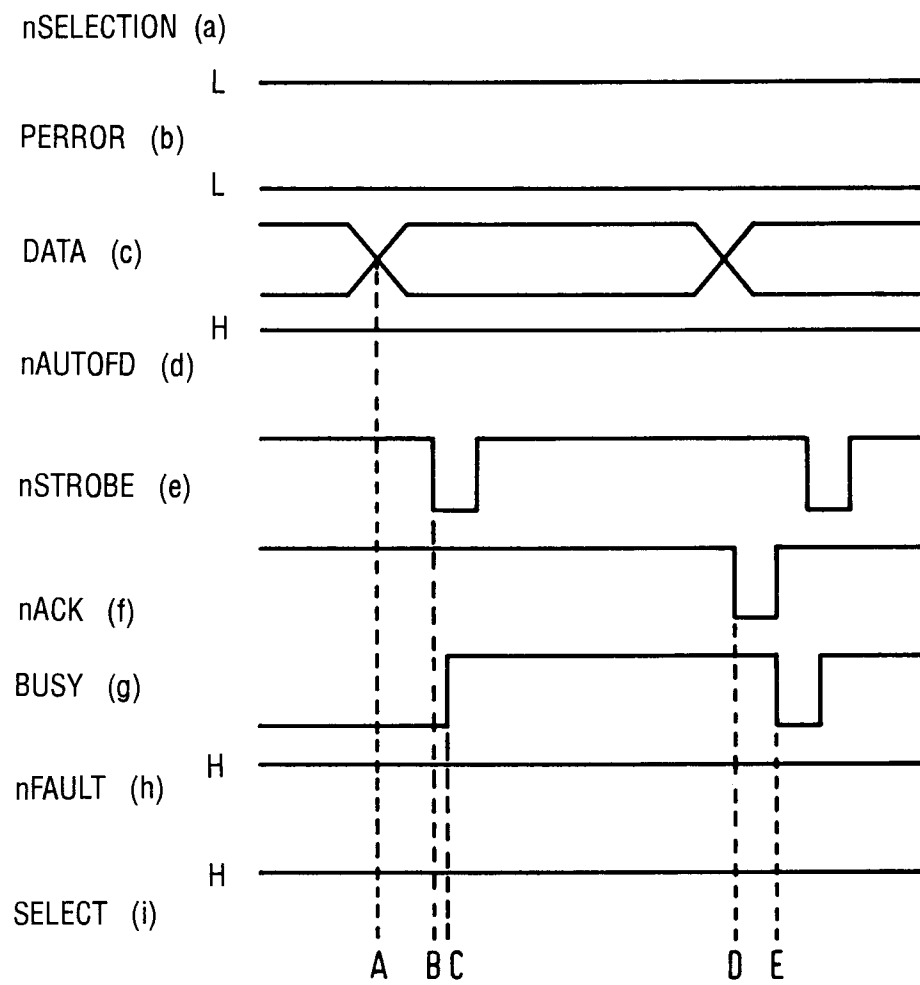 nSELECTION (a)
L
PERROR (b)
L
DATA (c)
H
nAUTOFD (d)
nSTROBE (e)
nACK (f)
BUSY (g)
H
nFAULT (h)
H
SELECT (i)
A B C D E